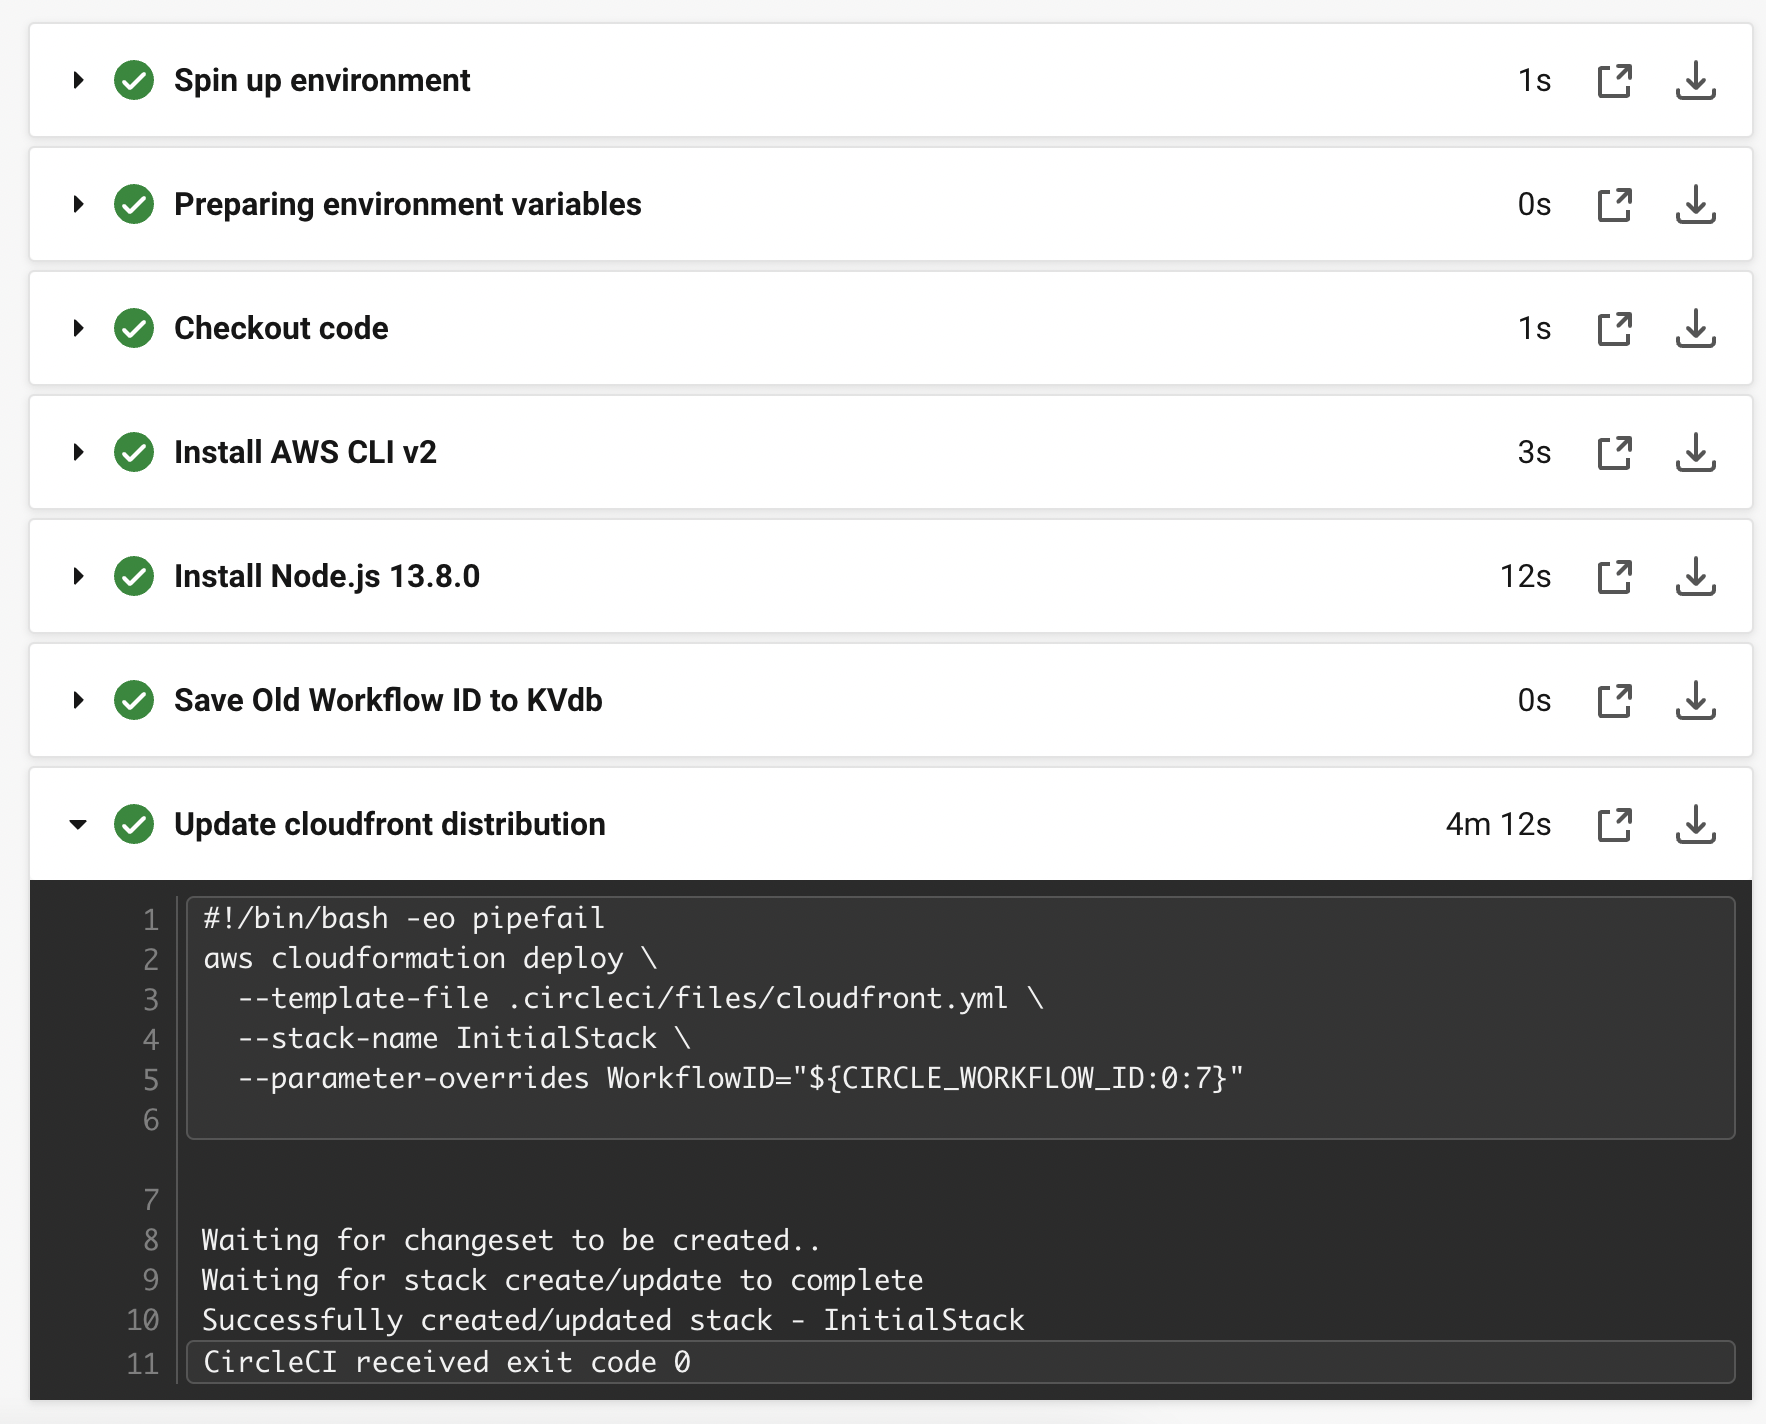 Spin up environment 1s
Preparing environment variables 0s
Checkout code 1s
Install AWS CLI v2 3s
Install Node.js 13.8.0 12s
Save Old Workflow ID to KVdb 0s
Update cloudfront distribution 4m 12s
1 #!/bin/bash -eo pipefail
2 aws cloudformation deploy \
3   --template-file .circleci/files/cloudfront.yml \
4   --stack-name InitialStack \
5   --parameter-overrides WorkflowID="${CIRCLE_WORKFLOW_ID:0:7}"
6
7
8 Waiting for changeset to be created..
9 Waiting for stack create/update to complete
10 Successfully created/updated stack - InitialStack
11 CircleCI received exit code 0